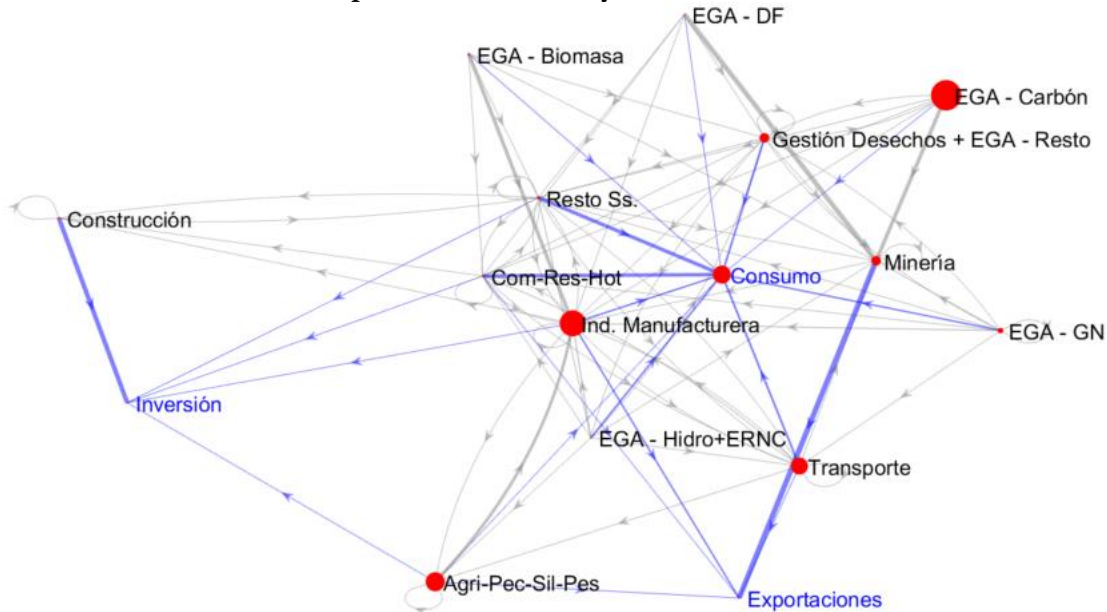 EGA - DF
EGA - Biomasa
EGA - Carbón
Gestión Desechos + EGA - Resto
Resto Ss.
Construcción
Minería
Com-Res-Hot
Consumo
Ind. Manufacturera
EGA - GN
Inversión
EGA - Hidro+ERNC
Transporte
Agri-Pec-Sil-Pes
Exportaciones